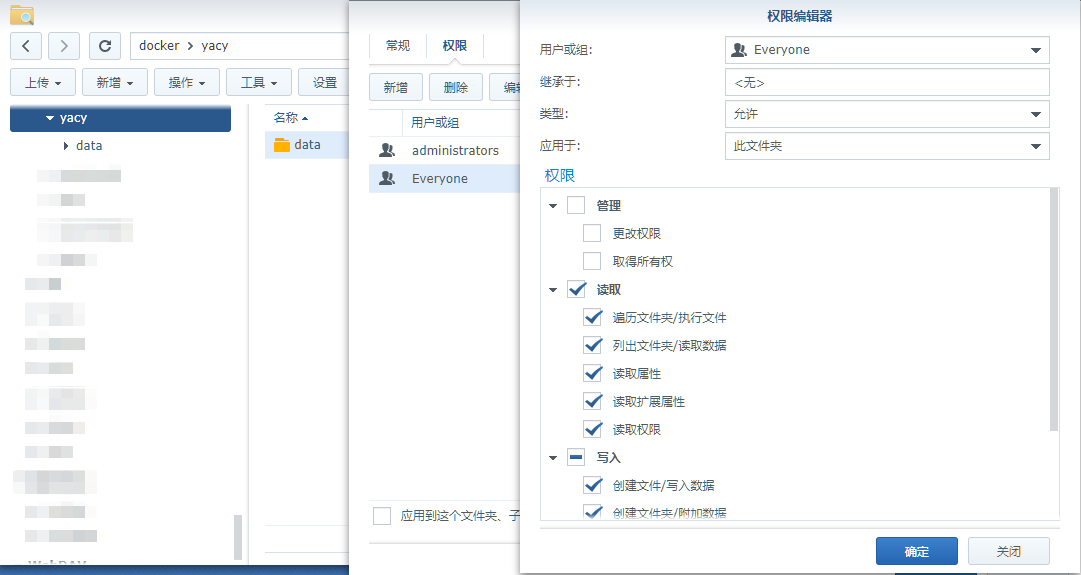 docker > yacy
上传
新增
操作
工具
设置
yacy
data
名称
data
常规
权限
新增
删除
用户或组
administrators
Everyone
应用到这个文件夹、子
权限编辑器
用户或组: Everyone
继承于: <无>
类型: 允许
应用于: 此文件夹
权限
管理
更改权限
取得所有权
读取
遍历文件夹/执行文件
列出文件夹/读取数据
读取属性
读取扩展属性
读取权限
写入
创建文件/写入数据
创建文件夹/附加数据
确定
关闭